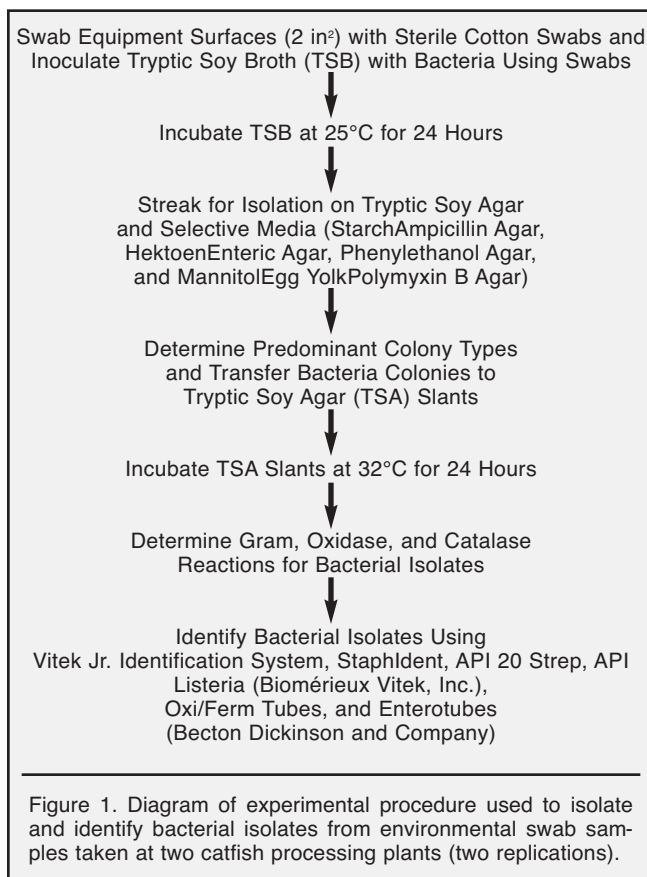 Swab Equipment Surfaces (2 in²) with Sterile Cotton Swabs and
Inoculate Tryptic Soy Broth (TSB) with Bacteria Using Swabs
Incubate TSB at 25°C for 24 Hours
Streak for Isolation on Tryptic Soy Agar
and Selective Media (StarchAmpicillin Agar,
HektoenEnteric Agar, Phenylethanol Agar,
and MannitolEgg YolkPolymyxin B Agar)
Determine Predominant Colony Types
and Transfer Bacteria Colonies to
Tryptic Soy Agar (TSA) Slants
Incubate TSA Slants at 32°C for 24 Hours
Determine Gram, Oxidase, and Catalase
Reactions for Bacterial Isolates
Identify Bacterial Isolates Using
Vitek Jr. Identification System, StaphIdent, API 20 Strep, API
Listeria (Biomérieux Vitek, Inc.),
Oxi/Ferm Tubes, and Enterotubes
(Becton Dickinson and Company)
Figure 1. Diagram of experimental procedure used to isolate
and identify bacterial isolates from environmental swab sam-
ples taken at two catfish processing plants (two replications).